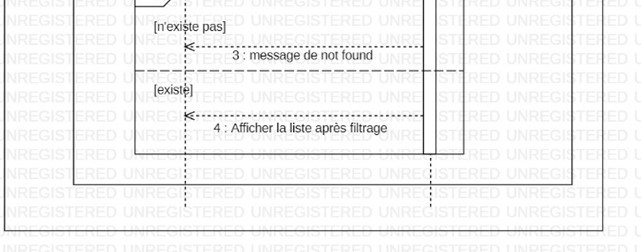 [n'existe pas]
3 : message de not found
[existe]
4 : Afficher la liste après filtrage